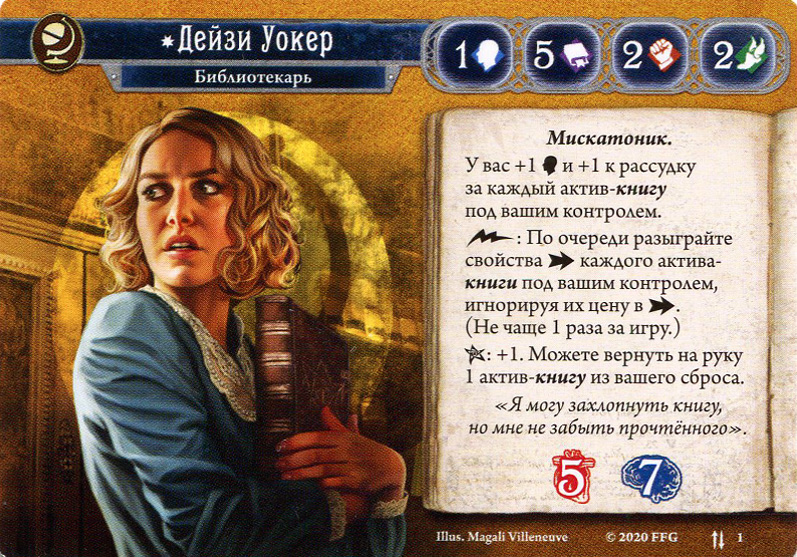 Дейзи Уокер
Библиотекарь
1 5 2 2
Мискатоник.
У вас +1 и +1 к рассудку
за каждый актив-книгу
под вашим контролем.
: По очереди разыграйте
свойства каждого актива-
книги под вашим контролем,
игнорируя их цену в .
(Не чаще 1 раза за игру.)
: +1. Можете вернуть на руку
1 актив-книгу из вашего сброса.
«Я могу захлопнуть книгу,
но мне не забыть прочтённого».
5 7
Illus. Magali Villeneuve © 2020 FFG 1